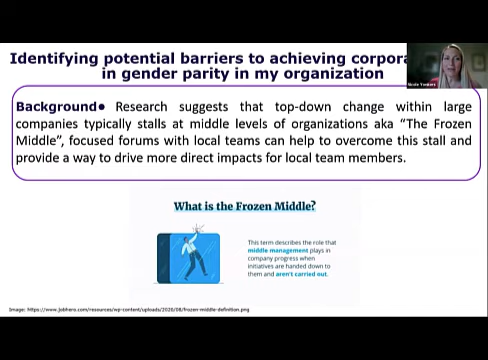 Identifying potential barriers to achieving
in gender parity in my organization
Background● Research suggests that top-down change within large
companies typically stalls at middle levels of organizations aka “The Frozen
Middle”, focused forums with local teams can help to overcome this stall and
provide a way to drive more direct impacts for local team members.
What is the Frozen Middle?
This term describes the role that
middle management plays in
company progress when
initiatives are handed down to
them and aren't carried out.
Image: https://www.jobhero.com/resources/wp-content/uploads/2020/08/frozen-middle-definition.png